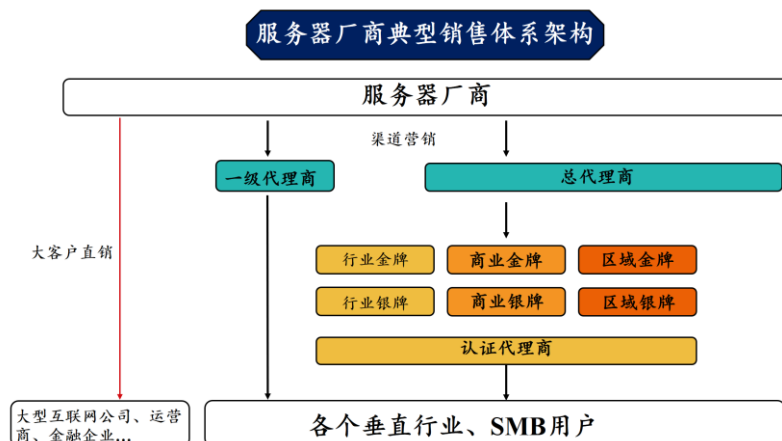 服务器厂商典型销售体系架构
服务器厂商
渠道营销
一级代理商
总代理商
大客户直销
行业金牌
商业金牌
区域金牌
行业银牌
商业银牌
区域银牌
认证代理商
大型互联网公司、运营
商、金融企业...
各个垂直行业、SMB用户